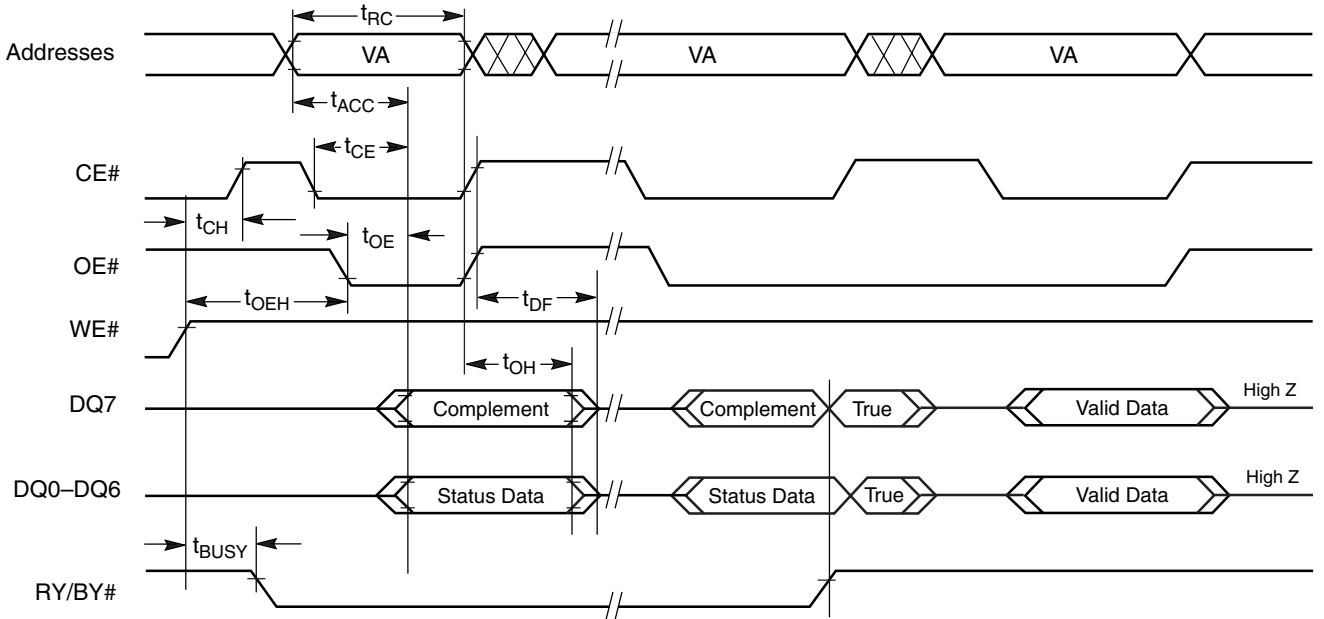 tRC
Addresses VA VA VA
tACC
tCE
CE#
tCH
tOE
OE#
tOEH
tDF
WE#
tOH
DQ7 Complement Complement True Valid Data High Z
DQ0–DQ6 Status Data Status Data True Valid Data High Z
tBUSY
RY/BY#